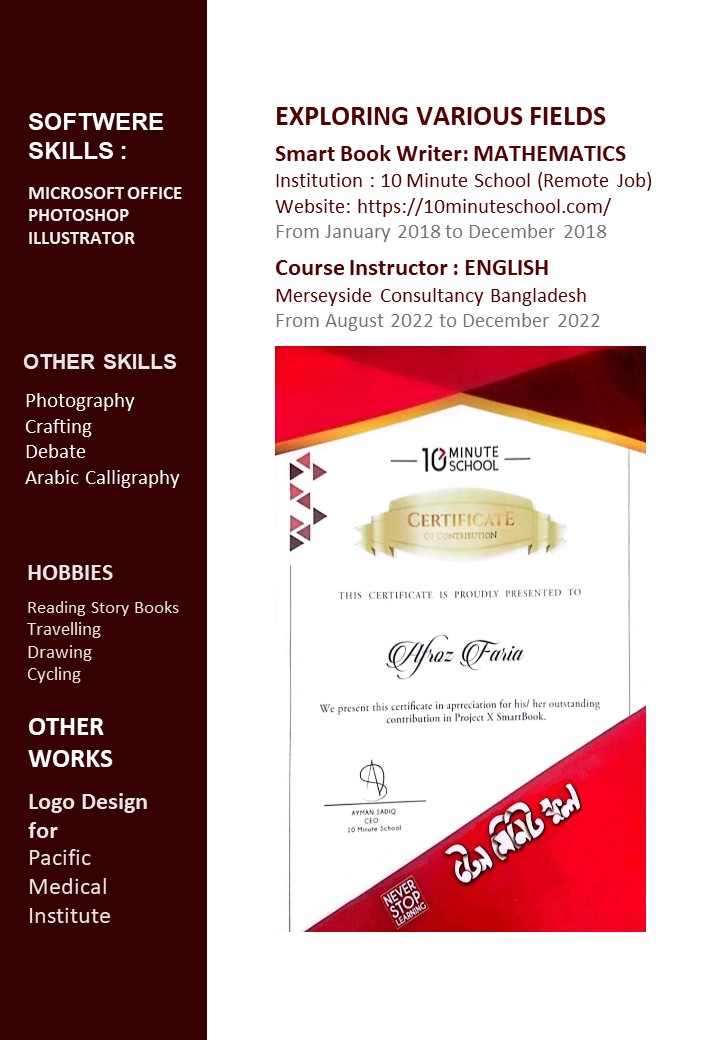 SOFTWERE
SKILLS :
MICROSOFT OFFICE
PHOTOSHOP
ILLUSTRATOR
OTHER SKILLS
Photography
Crafting
Debate
Arabic Calligraphy
HOBBIES
Reading Story Books
Travelling
Drawing
Cycling
OTHER
WORKS
Logo Design
for
Pacific
Medical
Institute
EXPLORING VARIOUS FIELDS
Smart Book Writer: MATHEMATICS
Institution : 10 Minute School (Remote Job)
Website: https://10minuteschool.com/
From January 2018 to December 2018
Course Instructor : ENGLISH
Merseyside Consultancy Bangladesh
From August 2022 to December 2022
10 MINUTE
SCHOOL
CERTIFICATE
OF CONTRIBUTION
THIS CERTIFICATE IS PROUDLY PRESENTED TO
Afroz Faria
We present this certificate in apreciation for his/ her outstanding
contribution in Project X SmartBook.
AYMAN SADIQ
CEO
10 Minute School
টেন মিনিট স্কুল
NEVER
STOP
LEARNING